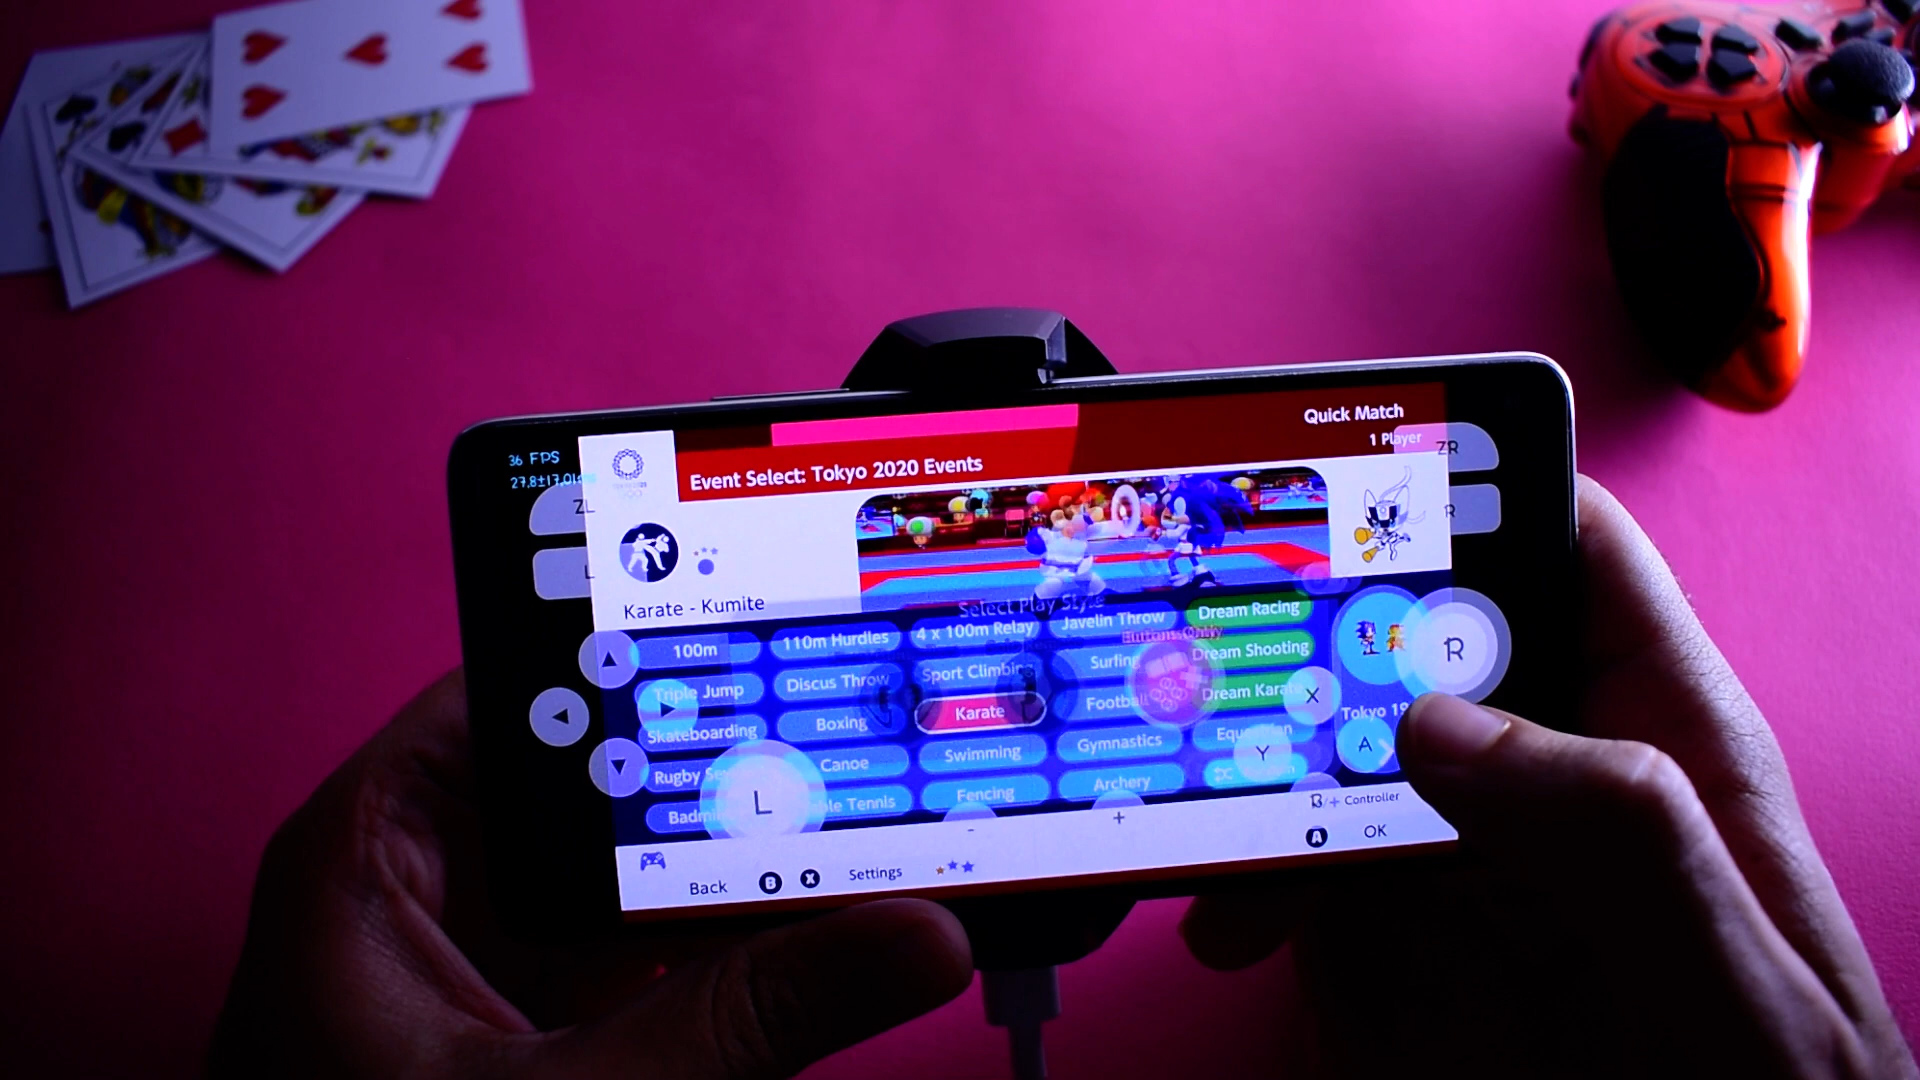 36 FPS
Quick Match
1 Player
Event Select: Tokyo 2020 Events
ZR
R
L
Karate - Kumite
Select Play Style
Buttons Only
100m
110m Hurdles
4 x 100m Relay
Javelin Throw
Dream Racing
Triple Jump
Discus Throw
Sport Climbing
Surfing
Dream Shooting
Skateboarding
Boxing
Karate
Football
Dream Karate
X
R
Canoe
Swimming
Gymnastics
Y
A
Fencing
Archery
L
-
+
Controller
A
OK
Back
B
X
Settings